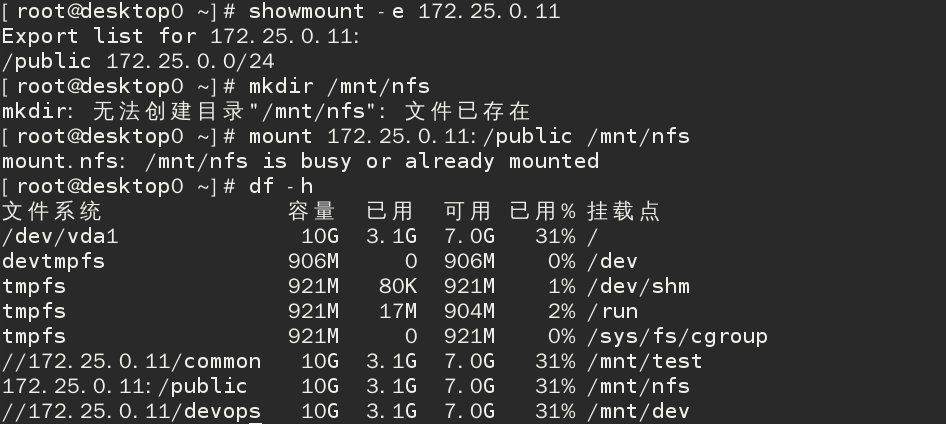 [root@desktop0 ~]# showmount -e 172.25.0.11
Export list for 172.25.0.11:
/public 172.25.0.0/24
[root@desktop0 ~]# mkdir /mnt/nfs
mkdir: 无法创建目录"/mnt/nfs": 文件已存在
[root@desktop0 ~]# mount 172.25.0.11:/public /mnt/nfs
mount.nfs: /mnt/nfs is busy or already mounted
[root@desktop0 ~]# df -h
文件系统 容量 已用 可用 已用% 挂载点
/dev/vda1 10G 3.1G 7.0G 31% /
devtmpfs 906M 0 906M 0% /dev
tmpfs 921M 80K 921M 1% /dev/shm
tmpfs 921M 17M 904M 2% /run
tmpfs 921M 0 921M 0% /sys/fs/cgroup
//172.25.0.11/common 10G 3.1G 7.0G 31% /mnt/test
172.25.0.11:/public 10G 3.1G 7.0G 31% /mnt/nfs
//172.25.0.11/devops 10G 3.1G 7.0G 31% /mnt/dev